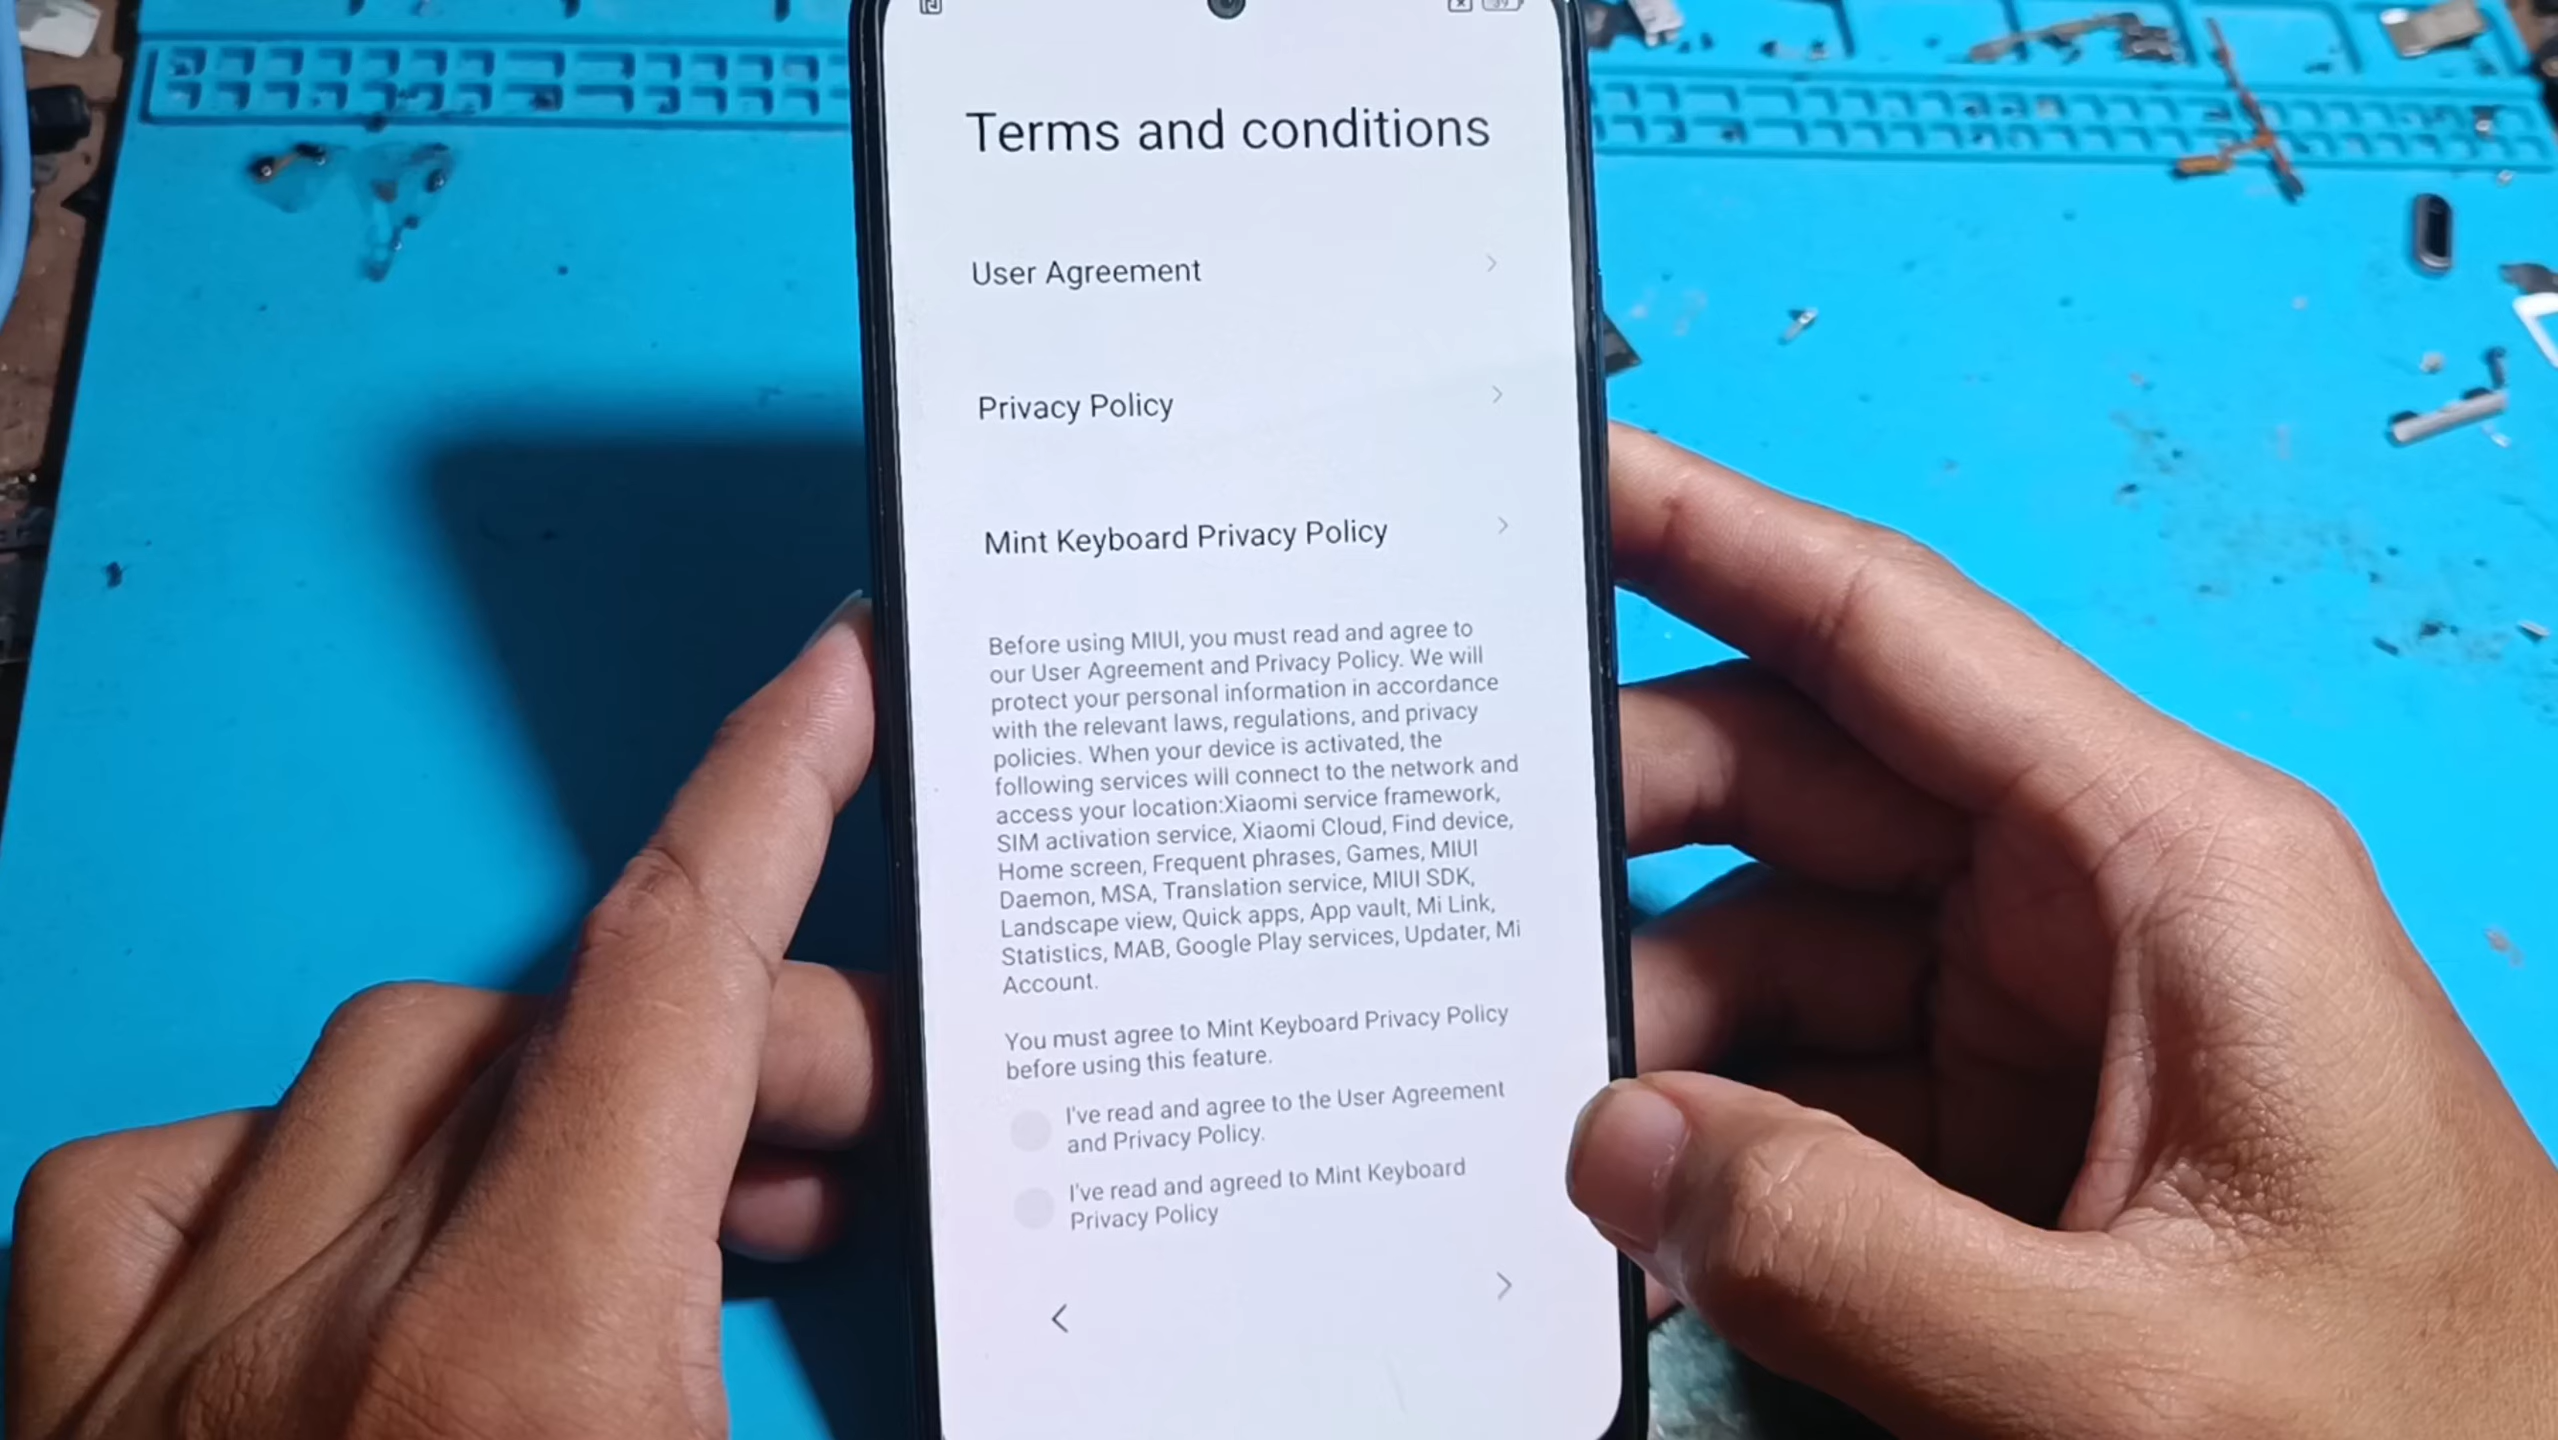 Terms and conditions
User Agreement
Privacy Policy
Mint Keyboard Privacy Policy
Before using MIUI, you must read and agree to
our User Agreement and Privacy Policy. We will
protect your personal information in accordance
with the relevant laws, regulations, and privacy
policies. When your device is activated, the
following services will connect to the network and
access your location:Xiaomi service framework,
SIM activation service, Xiaomi Cloud, Find device,
Home screen, Frequent phrases, Games, MIUI
Daemon, MSA, Translation service, MIUI SDK,
Landscape view, Quick apps, App vault, Mi Link,
Statistics, MAB, Google Play services, Updater, Mi
Account.
You must agree to Mint Keyboard Privacy Policy
before using this feature.
I've read and agree to the User Agreement
and Privacy Policy.
I've read and agreed to Mint Keyboard
Privacy Policy